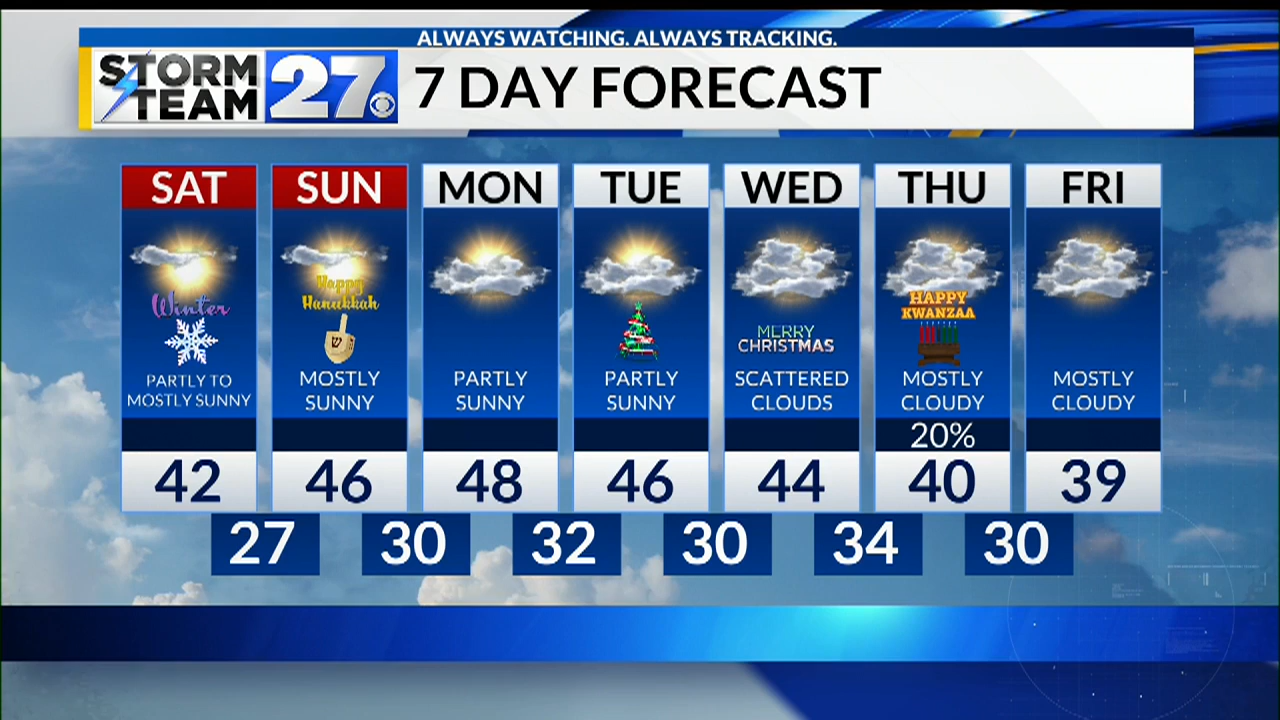 ALWAYS WATCHING. ALWAYS TRACKING.
STORM
TEAM
27
7 DAY FORECAST
SAT
SUN
MON
TUE
WED
THU
FRI
Winter
PARTLY TO
MOSTLY SUNNY
Happy
Hanukkah
ש
MOSTLY
SUNNY
PARTLY
SUNNY
PARTLY
SUNNY
MERRY
CHRISTMAS
SCATTERED
CLOUDS
HAPPY
KWANZAA
MOSTLY
CLOUDY
20%
MOSTLY
CLOUDY
42
46
48
46
44
40
39
27
30
32
30
34
30